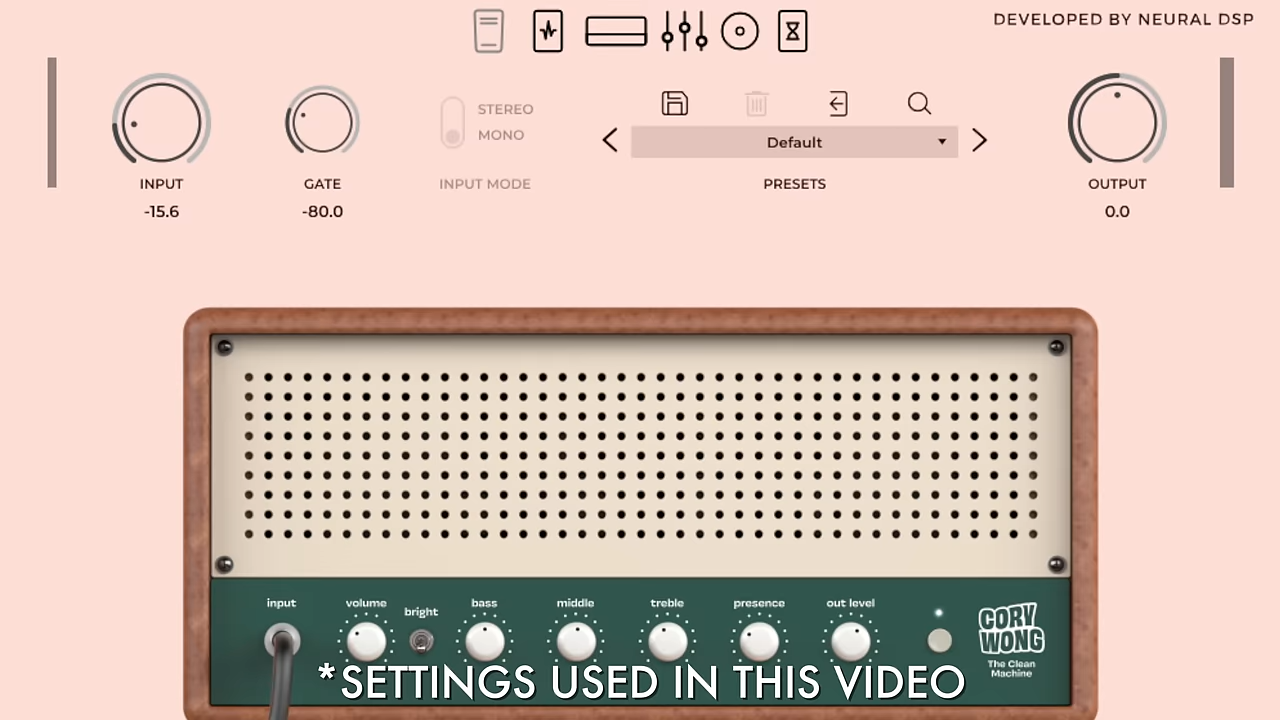 DEVELOPED BY NEURAL DSP
STEREO
MONO
Default
INPUT
GATE
INPUT MODE
PRESETS
OUTPUT
-15.6
-80.0
0.0
input
volume
bright
bass
middle
treble
presence
out level
CORY
WONG
The Clean
Machine
*SETTINGS USED IN THIS VIDEO